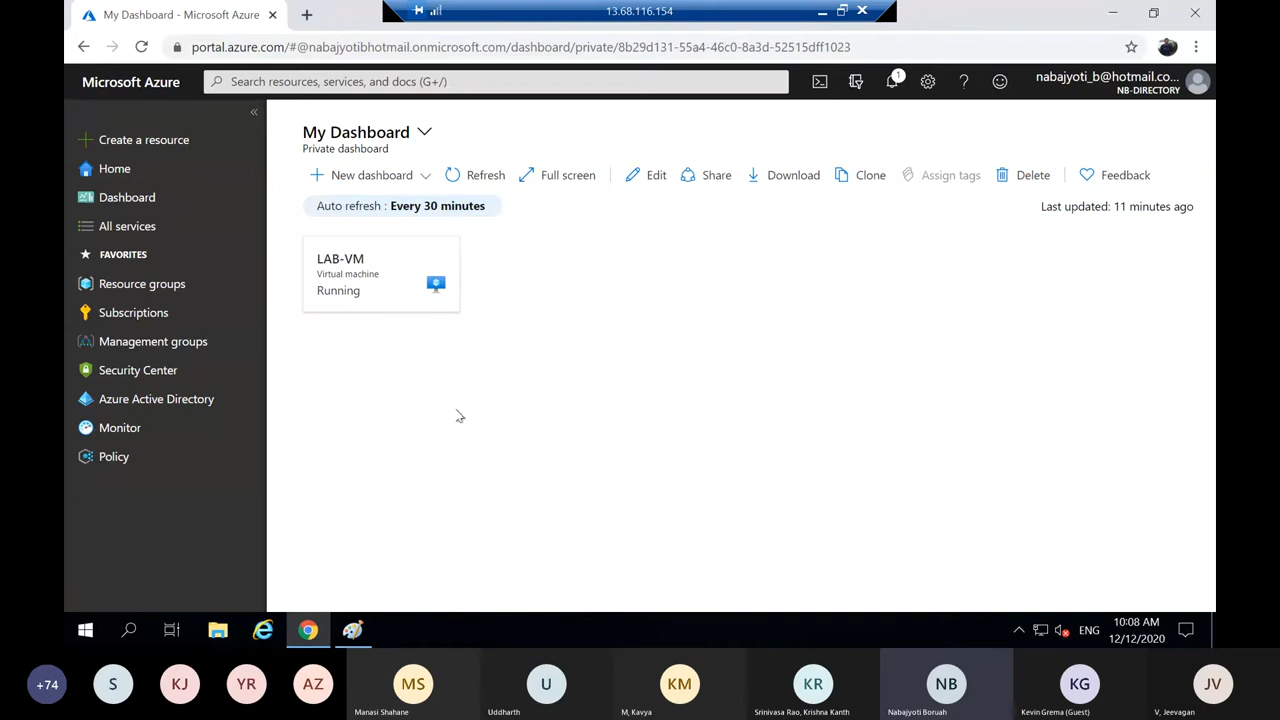 My Dashboard - Microsoft Azure
13.68.116.154
portal.azure.com/#@nabajyotibhotmail.onmicrosoft.com/dashboard/private/8b29d131-55a4-46c0-8a3d-52515dff1023
Microsoft Azure
Search resources, services, and docs (G+/)
1
nabajyoti_b@hotmail.co...
NB-DIRECTORY
«
Create a resource
Home
Dashboard
All services
FAVORITES
Resource groups
Subscriptions
Management groups
Security Center
Azure Active Directory
Monitor
Policy
My Dashboard
Private dashboard
New dashboard
Refresh
Full screen
Edit
Share
Download
Clone
Assign tags
Delete
Feedback
Auto refresh : Every 30 minutes
Last updated: 11 minutes ago
LAB-VM
Virtual machine
Running
ENG
10:08 AM
12/12/2020
+74
S
KJ
YR
AZ
MS
Manasi Shahane
U
Uddharth
KM
M, Kavya
KR
Srinivasa Rao, Krishna Kanth
NB
Nabajyoti Boruah
KG
Kevin Grema (Guest)
JV
V, Jeevagan